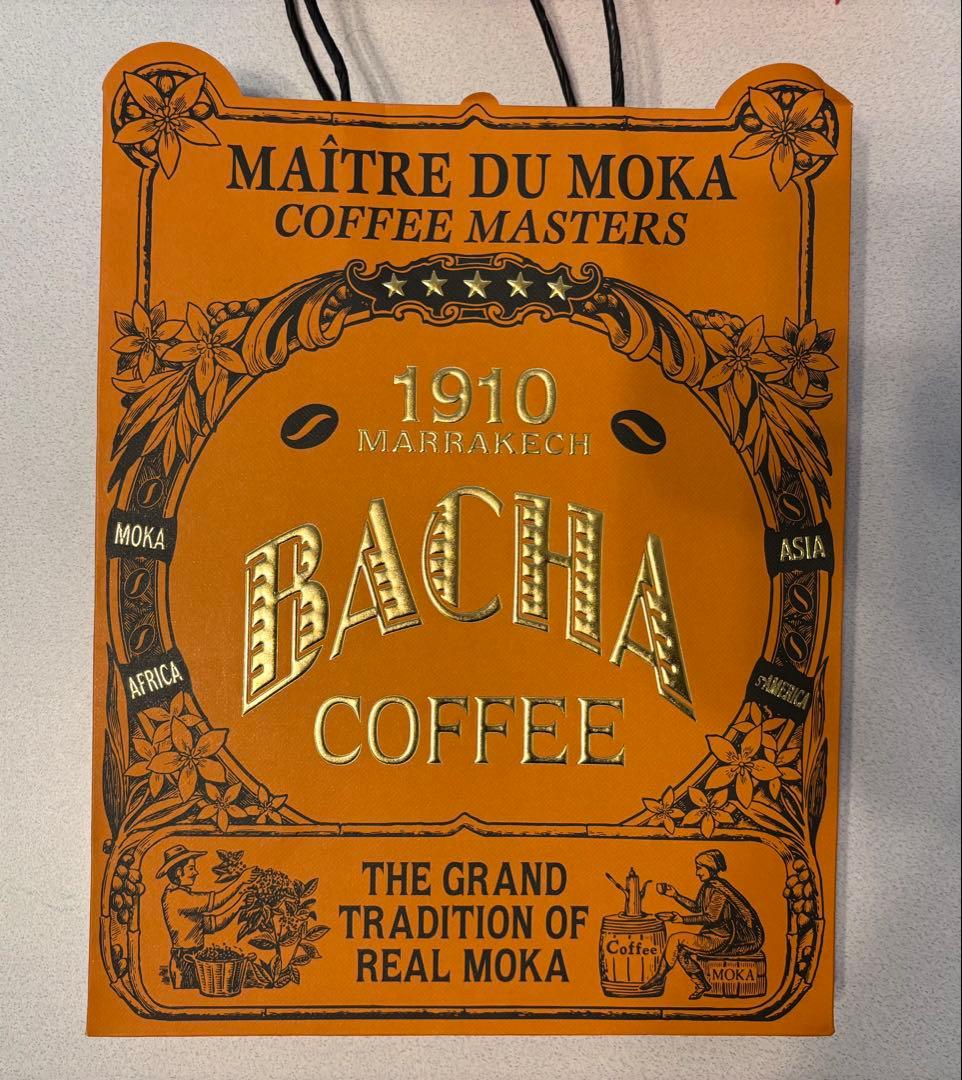 MAÎTRE DU MOKA
COFFEE MASTERS
1910
MARRAKECH
BACHA
COFFEE
MOKA
AFRICA
ASIA
S. AMERICA
THE GRAND
TRADITION OF
REAL MOKA
Coffee
MOKA